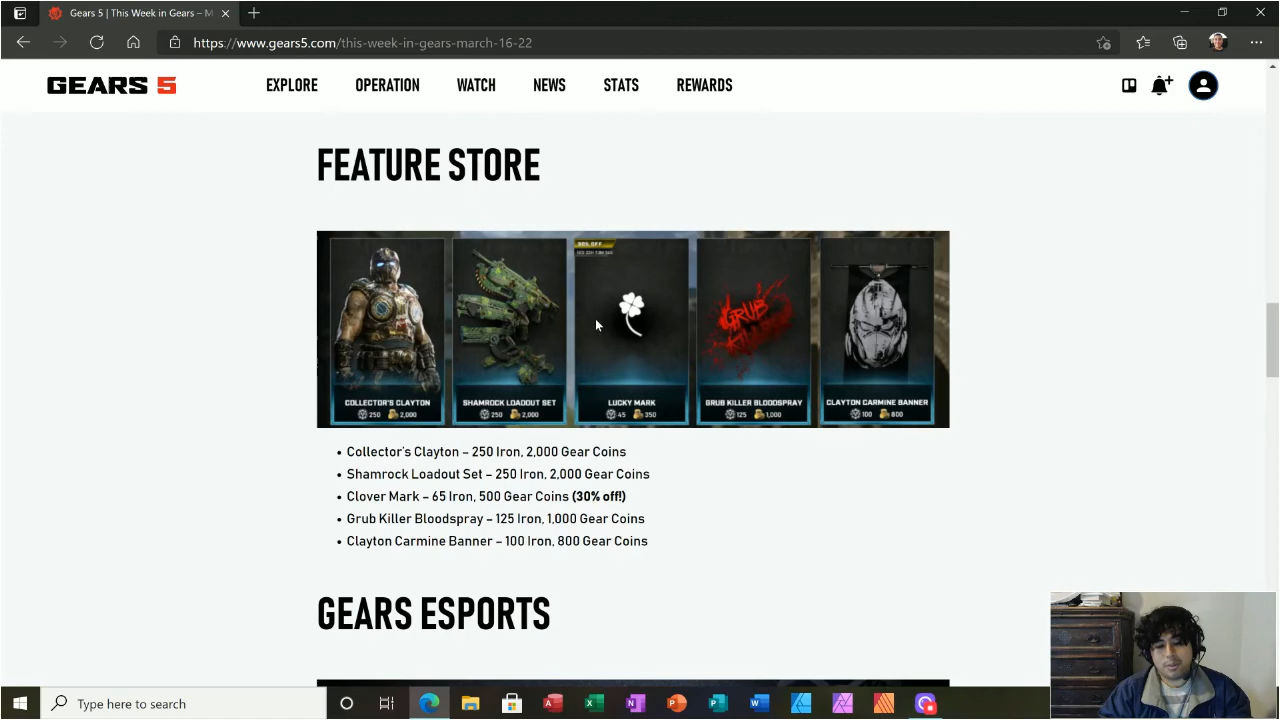 Gears 5 | This Week in Gears – M
https://www.gears5.com/this-week-in-gears-march-16-22
GEARS 5
EXPLORE
OPERATION
WATCH
NEWS
STATS
REWARDS
FEATURE STORE
30% OFF
COLLECTOR'S CLAYTON
250
2,000
SHAMROCK LOADOUT SET
250
2,000
LUCKY MARK
45
350
GRUB KILLER
GRUB KILLER BLOODSPRAY
125
1,000
CLAYTON CARMINE BANNER
100
800
• Collector's Clayton – 250 Iron, 2,000 Gear Coins
• Shamrock Loadout Set – 250 Iron, 2,000 Gear Coins
• Clover Mark – 65 Iron, 500 Gear Coins (30% off!)
• Grub Killer Bloodspray – 125 Iron, 1,000 Gear Coins
• Clayton Carmine Banner – 100 Iron, 800 Gear Coins
GEARS ESPORTS
Type here to search